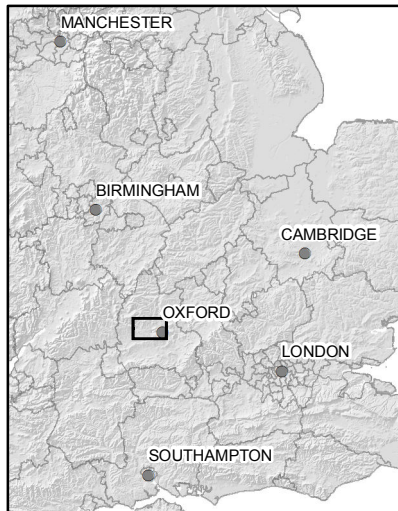 MANCHESTER
BIRMINGHAM
CAMBRIDGE
OXFORD
LONDON
SOUTHAMPTON